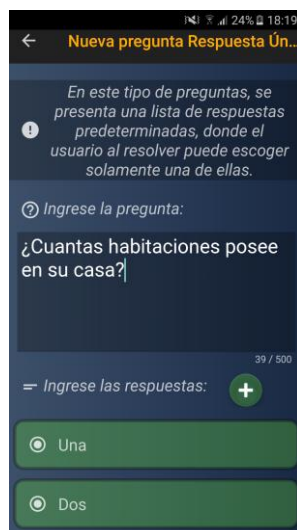 24% 18:19
Nueva pregunta Respuesta Ún...
En este tipo de preguntas, se
presenta una lista de respuestas
predeterminadas, donde el
usuario al resolver puede escoger
solamente una de ellas.
Ingrese la pregunta:
¿Cuantas habitaciones posee
en su casa?
39 / 500
Ingrese las respuestas:
Una
Dos